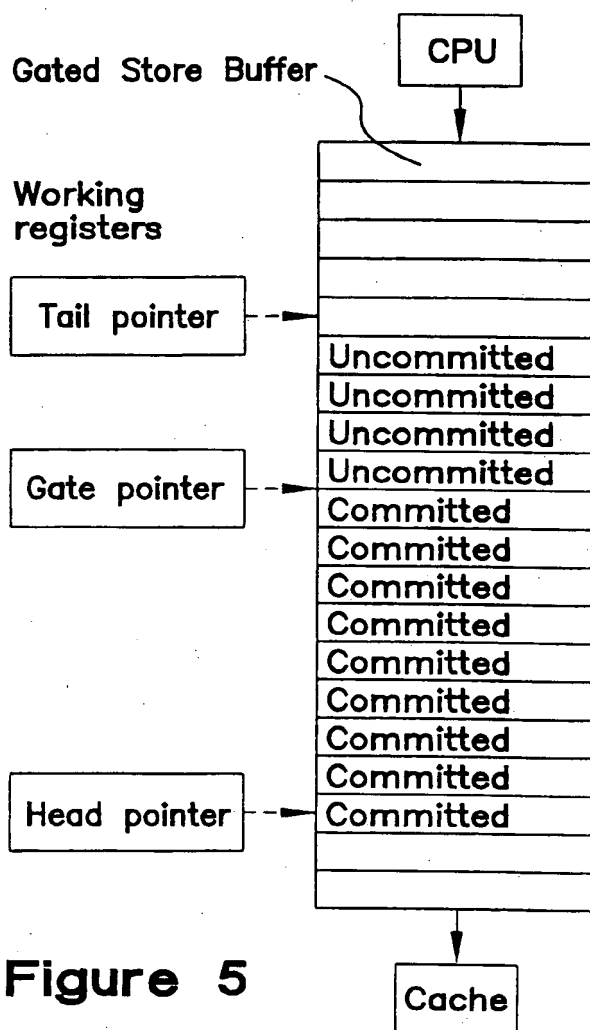 CPU
Gated Store Buffer
Working
registers
Tail pointer
Uncommitted
Uncommitted
Uncommitted
Uncommitted
Gate pointer
Committed
Committed
Committed
Committed
Committed
Committed
Committed
Committed
Head pointer
Committed
Figure 5
Cache